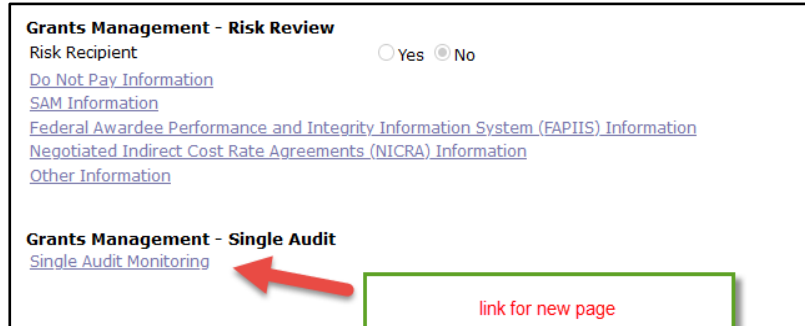 Grants Management - Risk Review
Risk Recipient Yes No
Do Not Pay Information
SAM Information
Federal Awardee Performance and Integrity Information System (FAPIIS) Information
Negotiated Indirect Cost Rate Agreements (NICRA) Information
Other Information
Grants Management - Single Audit
Single Audit Monitoring
link for new page